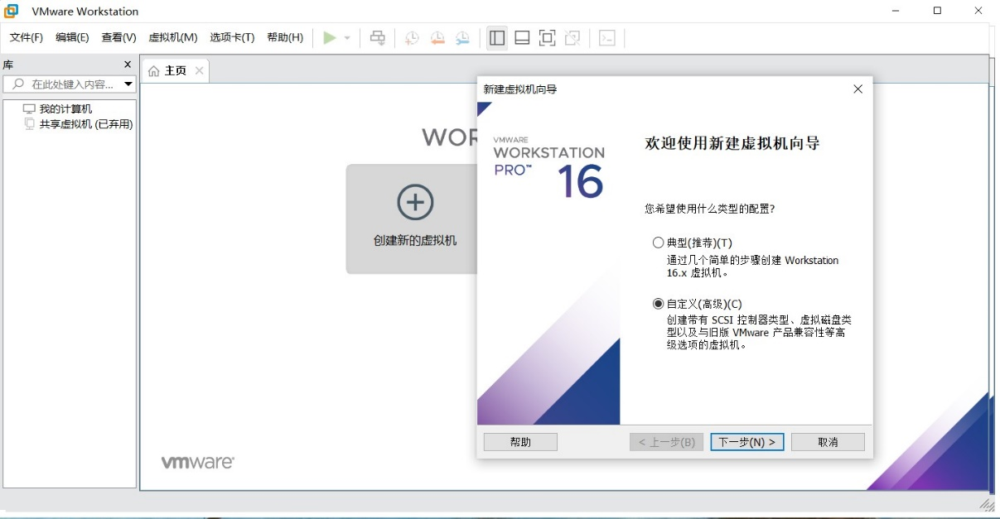 VMware Workstation
文件(F) 编辑(E) 查看(V) 虚拟机(M) 选项卡(T) 帮助(H)
库
在此处键入内容...
我的计算机
共享虚拟机 (已弃用)
主页
WOR
创建新的虚拟机
vmware
新建虚拟机向导
VMWARE
WORKSTATION
PRO™ 16
欢迎使用新建虚拟机向导
您希望使用什么类型的配置?
典型(推荐)(T)
通过几个简单的步骤创建 Workstation
16.x 虚拟机。
自定义(高级)(C)
创建带有 SCSI 控制器类型、虚拟磁盘类
型以及与旧版 VMware 产品兼容性等高
级选项的虚拟机。
帮助 < 上一步(B) 下一步(N) > 取消